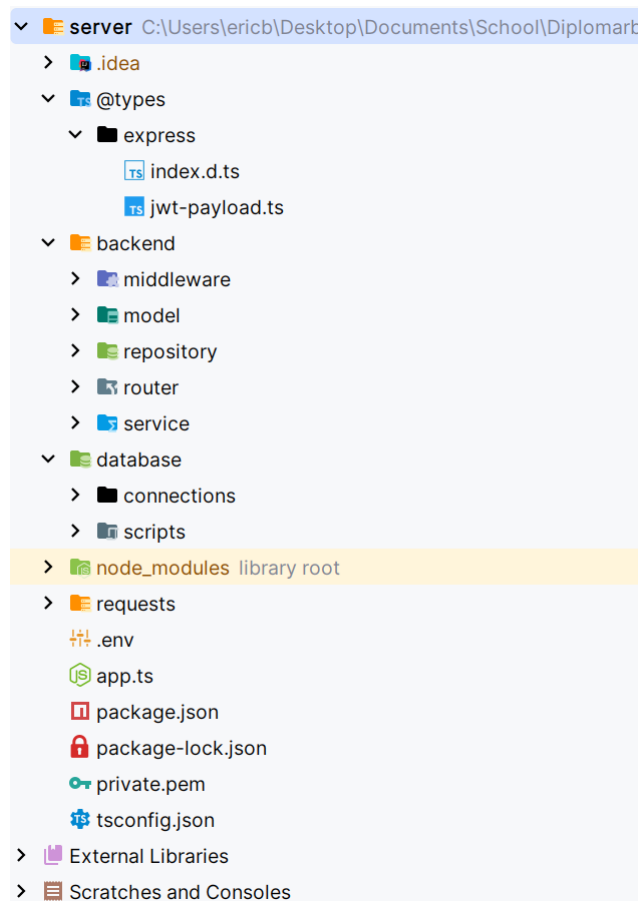 server C:\Users\ericb\Desktop\Documents\School\Diplomarb
.idea
@types
express
index.d.ts
jwt-payload.ts
backend
middleware
model
repository
router
service
database
connections
scripts
node_modules library root
requests
.env
app.ts
package.json
package-lock.json
private.pem
tsconfig.json
External Libraries
Scratches and Consoles